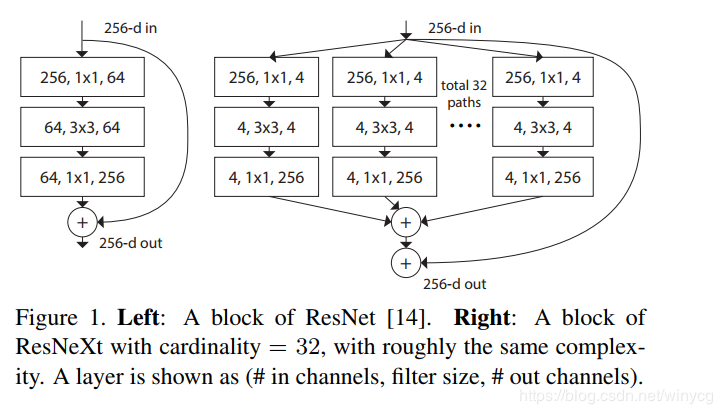 256-d in
256, 1x1, 64
64, 3x3, 64
64, 1x1, 256
+
256-d out
256-d in
256, 1x1, 4
256, 1x1, 4
total 32
paths
....
256, 1x1, 4
4, 3x3, 4
4, 3x3, 4
4, 3x3, 4
4, 1x1, 256
4, 1x1, 256
4, 1x1, 256
+
+
256-d out
Figure 1. Left: A block of ResNet [14]. Right: A block of
ResNeXt with cardinality = 32, with roughly the same complex-
ity. A layer is shown as (# in channels, filter size, # out channels).
https://blog.csdn.net/winycg